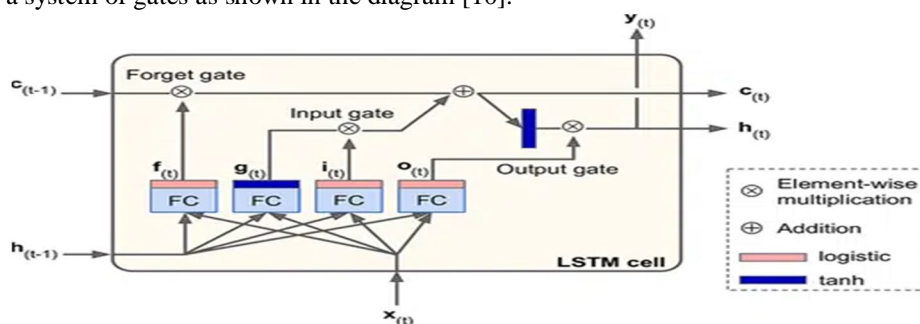 a system of gates as shown in the diagram [10].
y(t)
Forget gate
c(t-1)
c(t)
Input gate
h(t)
f(t)
g(t)
i(t)
o(t)
Output gate
FC
FC
FC
FC
Element-wise
multiplication
Addition
h(t-1)
LSTM cell
logistic
tanh
x(t)